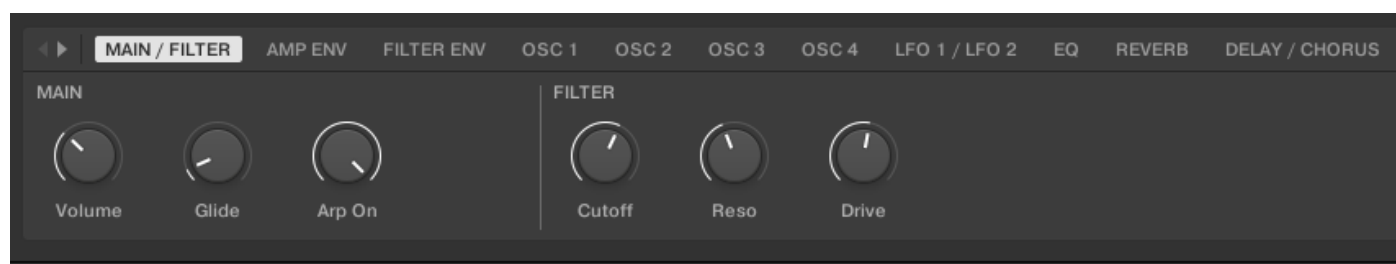 MAIN / FILTER AMP ENV FILTER ENV OSC 1 OSC 2 OSC 3 OSC 4 LFO 1 / LFO 2 EQ REVERB DELAY / CHORUS
MAIN FILTER
Volume Glide Arp On Cutoff Reso Drive